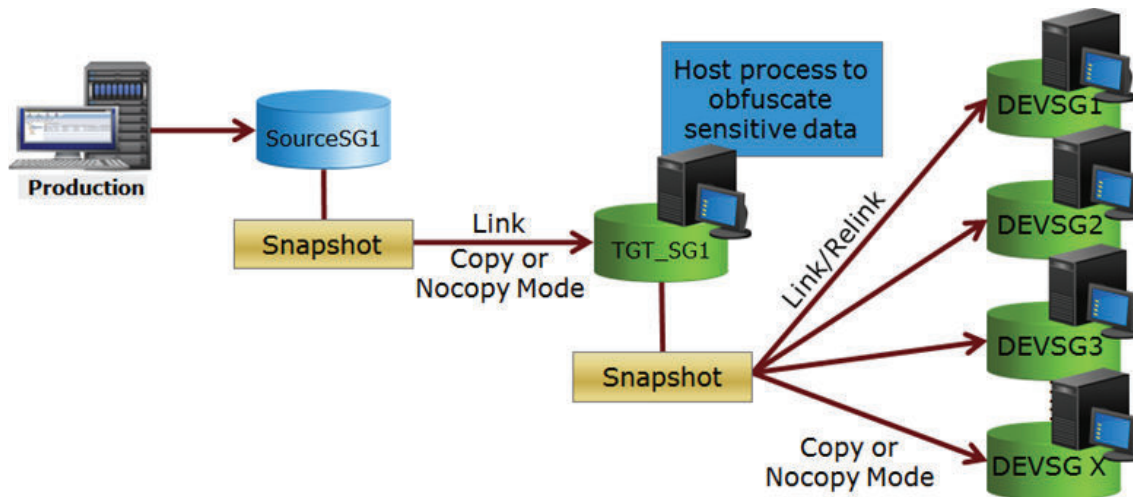 Production
SourceSG1
Snapshot
Link
Copy or
Nocopy Mode
Host process to
obfuscate
sensitive data
TGT_SG1
Snapshot
Link/Relink
Copy or
Nocopy Mode
DEVSG1
DEVSG2
DEVSG3
DEVSG X